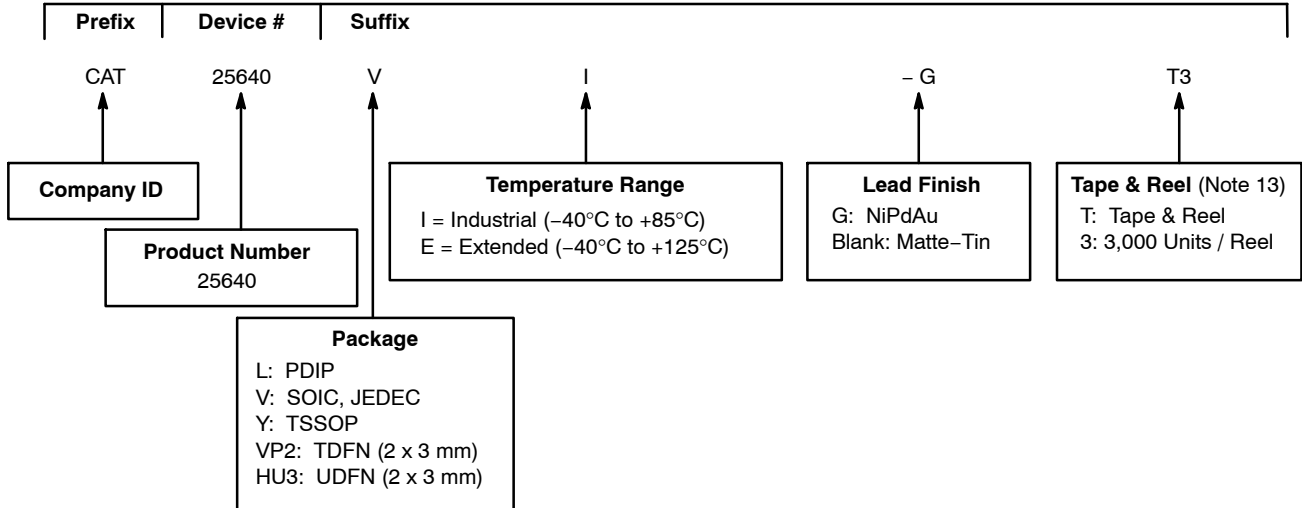 Prefix Device # Suffix
CAT 25640 V I – G T3
Company ID
Product Number
25640
Package
L: PDIP
V: SOIC, JEDEC
Y: TSSOP
VP2: TDFN (2 x 3 mm)
HU3: UDFN (2 x 3 mm)
Temperature Range
I = Industrial (−40°C to +85°C)
E = Extended (−40°C to +125°C)
Lead Finish
G: NiPdAu
Blank: Matte−Tin
Tape & Reel (Note 13)
T: Tape & Reel
3: 3,000 Units / Reel